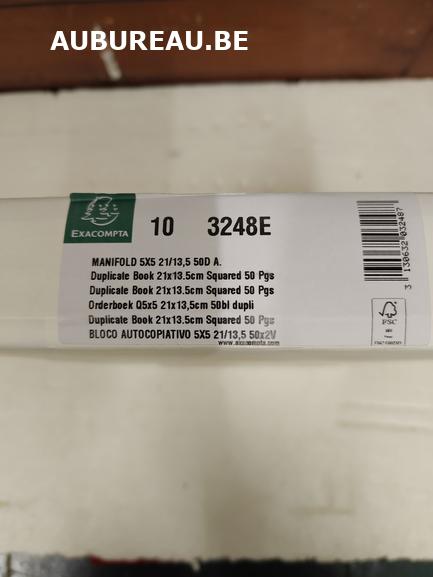 AUBUREAU.BE
EXACOMPTA
10 3248E
MANIFOLD 5X5 21/13,5 50D A.
Duplicate Book 21x13.5cm Squared 50 Pgs
Duplicate Book 21x13.5cm Squared 50 Pgs
Orderboek Q5x5 21x13,5cm 50bl dupli
Duplicate Book 21x13.5cm Squared 50 Pgs
BLOCO AUTOCOPIATIVO 5X5 21/13,5 50x2V
www.exacompta.com
3 130632 032487
FSC